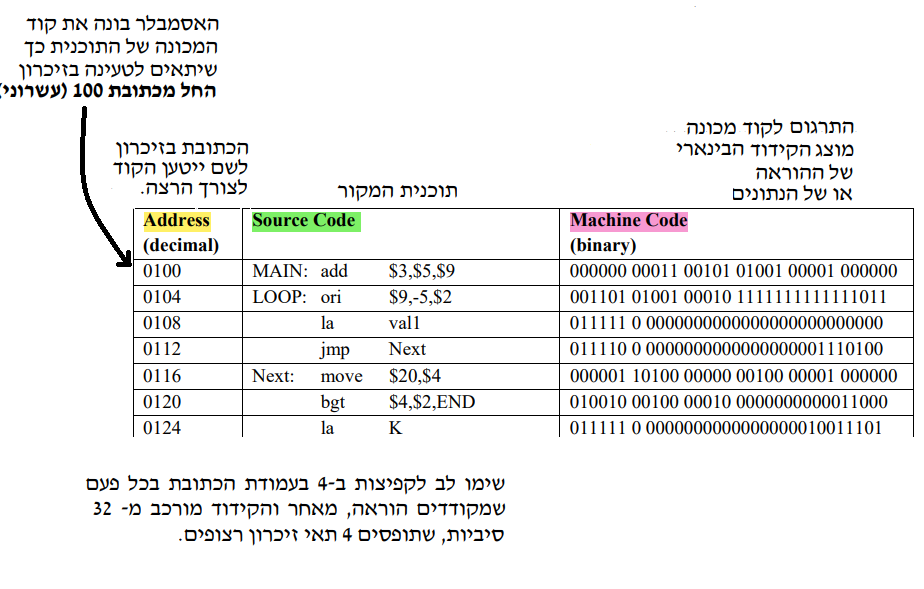 האסמבלר בונה את קוד
המכונה של התוכנית כך
שיתאים לטעינה בזיכרון
החל מכתובת 100 (עשרוני)
הכתובת בזיכרון
לשם ייטען הקוד
לצורך הרצה.
תוכנית המקור
התרגום לקוד מכונה
מוצג הקידוד הבינארי
של ההוראה
או של הנתונים
Address (decimal) Source Code Machine Code (binary)
0100 MAIN: add $3,$5,$9 000000 00011 00101 01001 00001 000000
0104 LOOP: ori $9,-5,$2 001101 01001 00010 1111111111111011
0108 la val1 011111 0 0000000000000000000000000
0112 jmp Next 011110 0 0000000000000000001110100
0116 Next: move $20,$4 000001 10100 00000 00100 00001 000000
0120 bgt $4,$2,END 010010 00100 00010 0000000000011000
0124 la K 011111 0 0000000000000000010011101
שימו לב לקפיצות ב-4 בעמודת הכתובת בכל פעם
שמקודדים הוראה, מאחר והקידוד מורכב מ- 32
סיביות, שתופסים 4 תאי זיכרון רצופים.